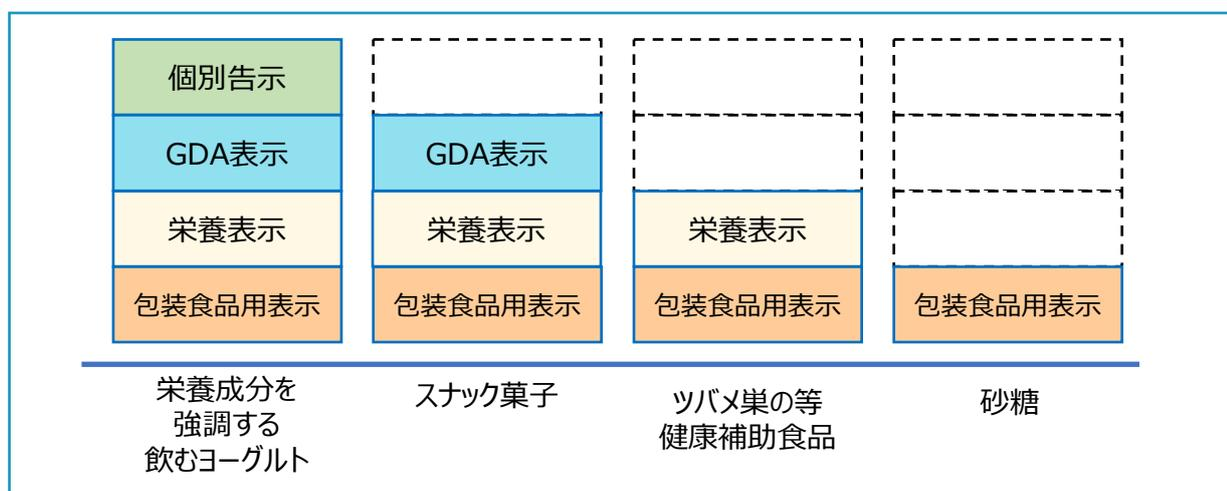 個別告示
GDA表示
GDA表示
栄養表示
栄養表示
栄養表示
包装食品用表示
包装食品用表示
包装食品用表示
包装食品用表示
栄養成分を
強調する
飲むヨーグルト
スナック菓子
ツバメ巣の等
健康補助食品
砂糖